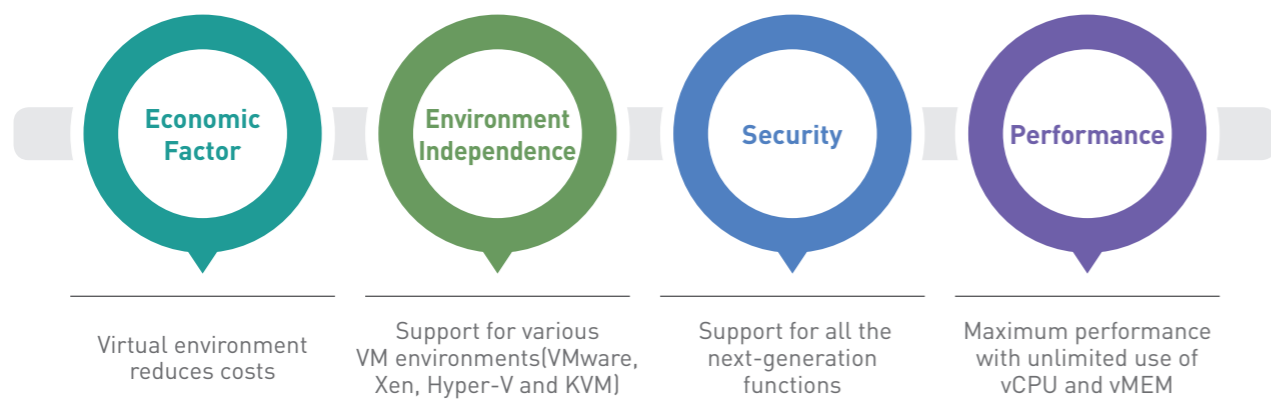 Economic
Factor
Environment
Independence
Security
Performance
Virtual environment
reduces costs
Support for various
VM environments(VMware,
Xen, Hyper-V and KVM)
Support for all the
next-generation
functions
Maximum performance
with unlimited use of
vCPU and vMEM